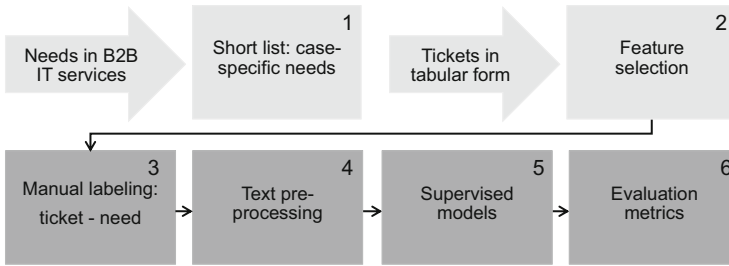 Needs in B2B
IT services
1
Short list: case-
specific needs
Tickets in
tabular form
2
Feature
selection
3
Manual labeling:
ticket - need
4
Text pre-
processing
5
Supervised
models
6
Evaluation
metrics